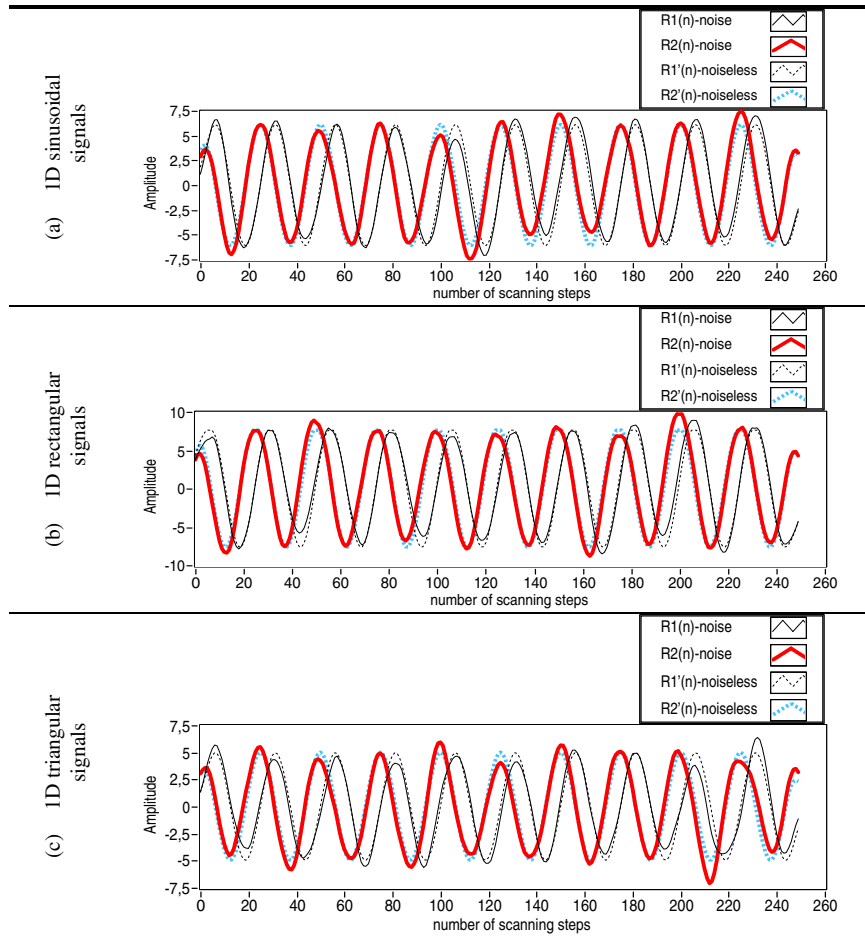 R1(n)-noise
R2(n)-noise
R1'(n)-noiseless
R2'(n)-noiseless
(a) 1D sinusoidal
signals
Amplitude
7,5
5
2,5
0
-2,5
-5
-7,5
0 20 40 60 80 100 120 140 160 180 200 220 240 260
number of scanning steps
R1(n)-noise
R2(n)-noise
R1'(n)-noiseless
R2'(n)-noiseless
(b) 1D rectangular
signals
Amplitude
10
5
0
-5
-10
0 20 40 60 80 100 120 140 160 180 200 220 240 260
number of scanning steps
R1(n)-noise
R2(n)-noise
R1'(n)-noiseless
R2'(n)-noiseless
(c) 1D triangular
signals
Amplitude
7,5
5
2,5
0
-2,5
-5
-7,5
0 20 40 60 80 100 120 140 160 180 200 220 240 260
number of scanning steps